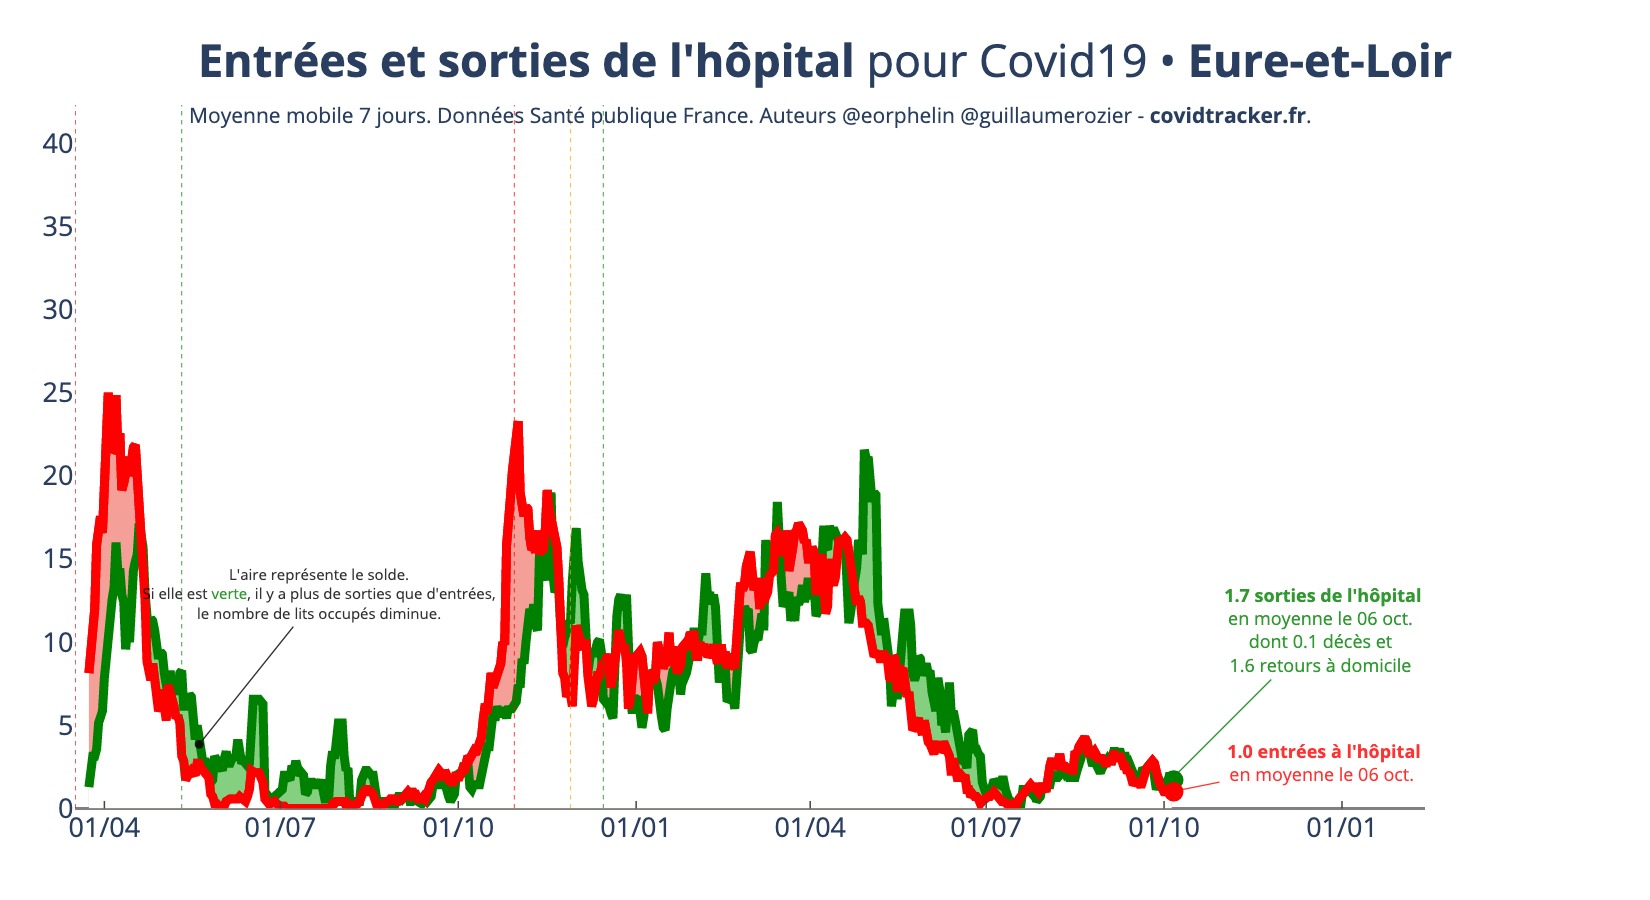 Entrées et sorties de l'hôpital pour Covid19 • Eure-et-Loir
Moyenne mobile 7 jours. Données Santé publique France. Auteurs @eorphelin @guillaumerozier - covidtracker.fr.
40
35
30
25
20
15
10
5
0
L'aire représente le solde.
Si elle est verte, il y a plus de sorties que d'entrées,
le nombre de lits occupés diminue.
1.7 sorties de l'hôpital
en moyenne le 06 oct.
dont 0.1 décès et
1.6 retours à domicile
1.0 entrées à l'hôpital
en moyenne le 06 oct.
01/04 01/07 01/10 01/01 01/04 01/07 01/10 01/01